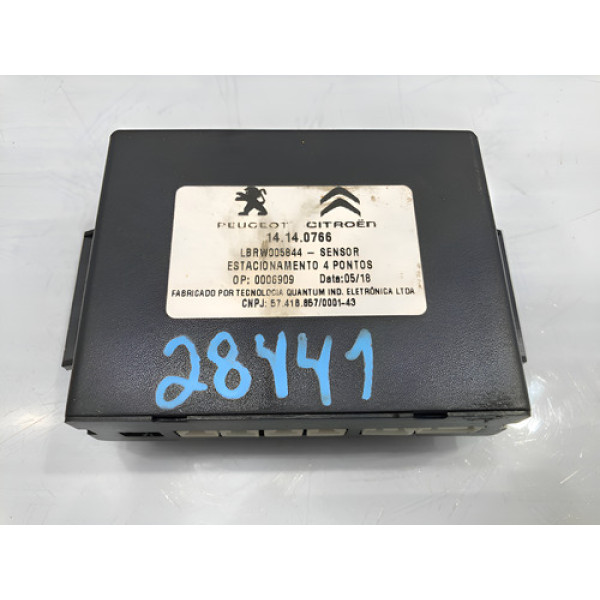 PEUGEOT CITROËN
14.14.0766
LBRW005844 - SENSOR
ESTACIONAMENTO 4 PONTOS
OP: 0006909 Data:05/18
FABRICADO POR TECNOLOGIA QUANTUM IND. ELETRÔNICA LTDA
CNPJ: 57.418.857/0001-43
28441